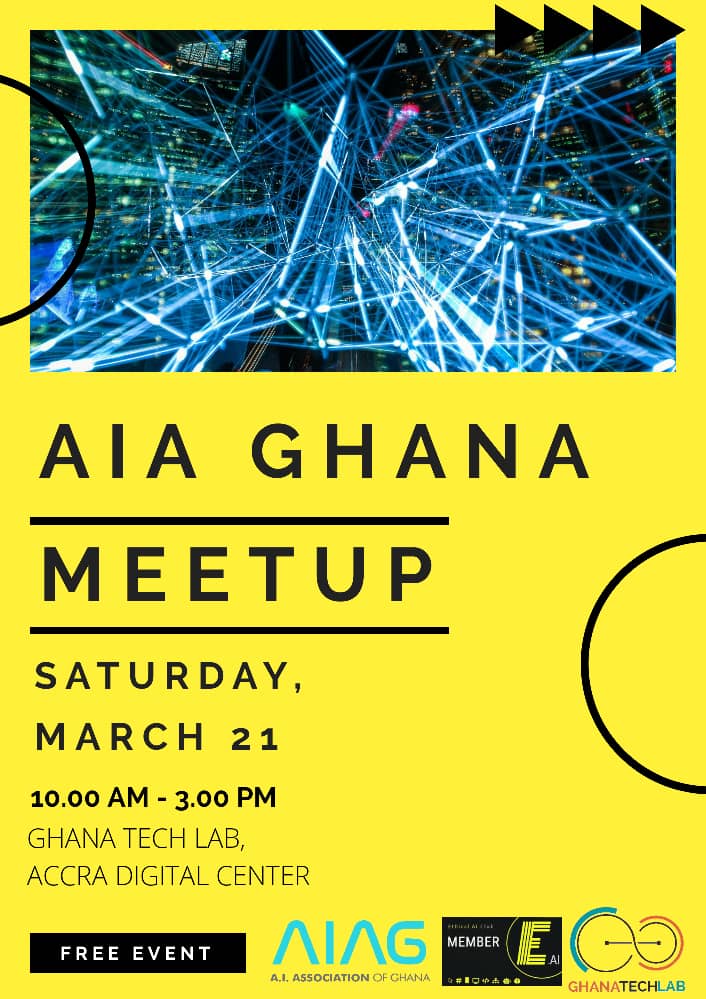 AIA GHANA
MEETUP
SATURDAY,
MARCH 21
10.00 AM - 3.00 PM
GHANA TECH LAB,
ACCRA DIGITAL CENTER
FREE EVENT
AIAG
A.I. ASSOCIATION OF GHANA
MEMBER
E.AI
GHANATECHLAB